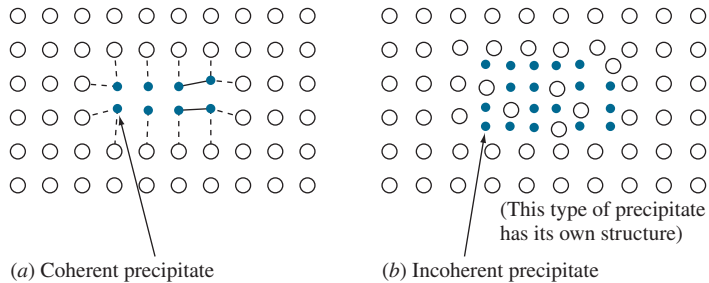 (This type of precipitate
has its own structure)
(a) Coherent precipitate
(b) Incoherent precipitate